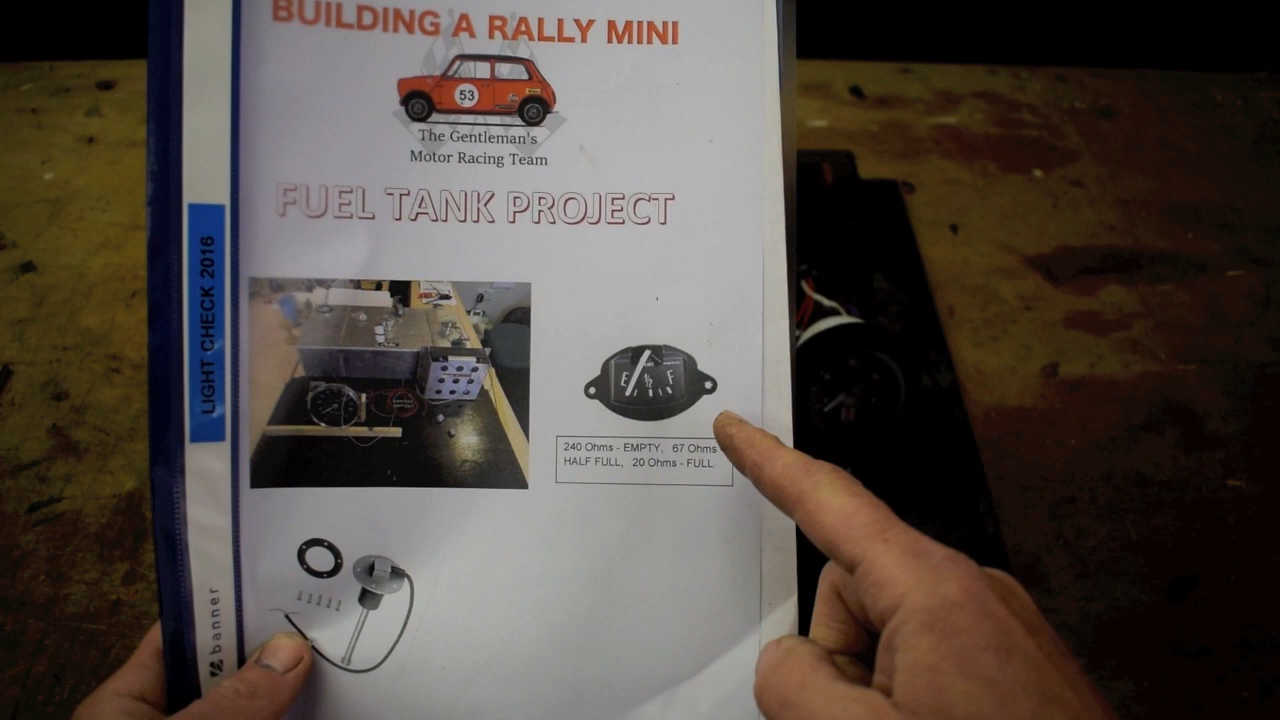 BUILDING A RALLY MINI
53
The Gentleman's
Motor Racing Team
FUEL TANK PROJECT
LIGHT CHECK 2016
E 1/2 F
240 Ohms - EMPTY, 67 Ohms
HALF FULL, 20 Ohms - FULL
banner